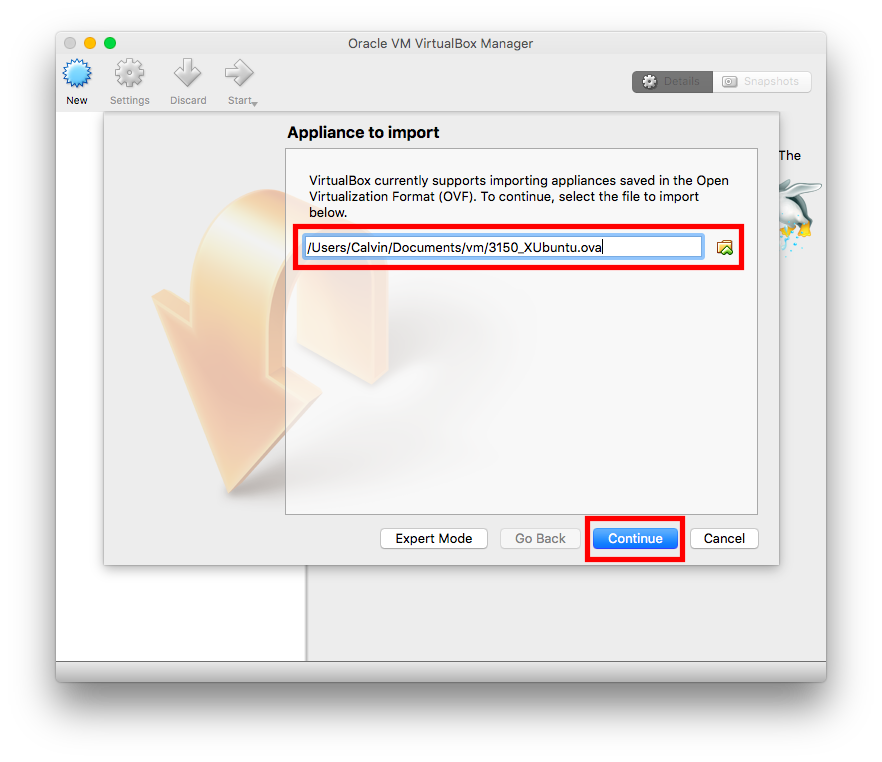 Oracle VM VirtualBox Manager
New
Settings
Discard
Start
Details
Snapshots
Appliance to import
The
VirtualBox currently supports importing appliances saved in the Open
Virtualization Format (OVF). To continue, select the file to import
below.
/Users/Calvin/Documents/vm/3150_XUbuntu.ova
Expert Mode
Go Back
Continue
Cancel